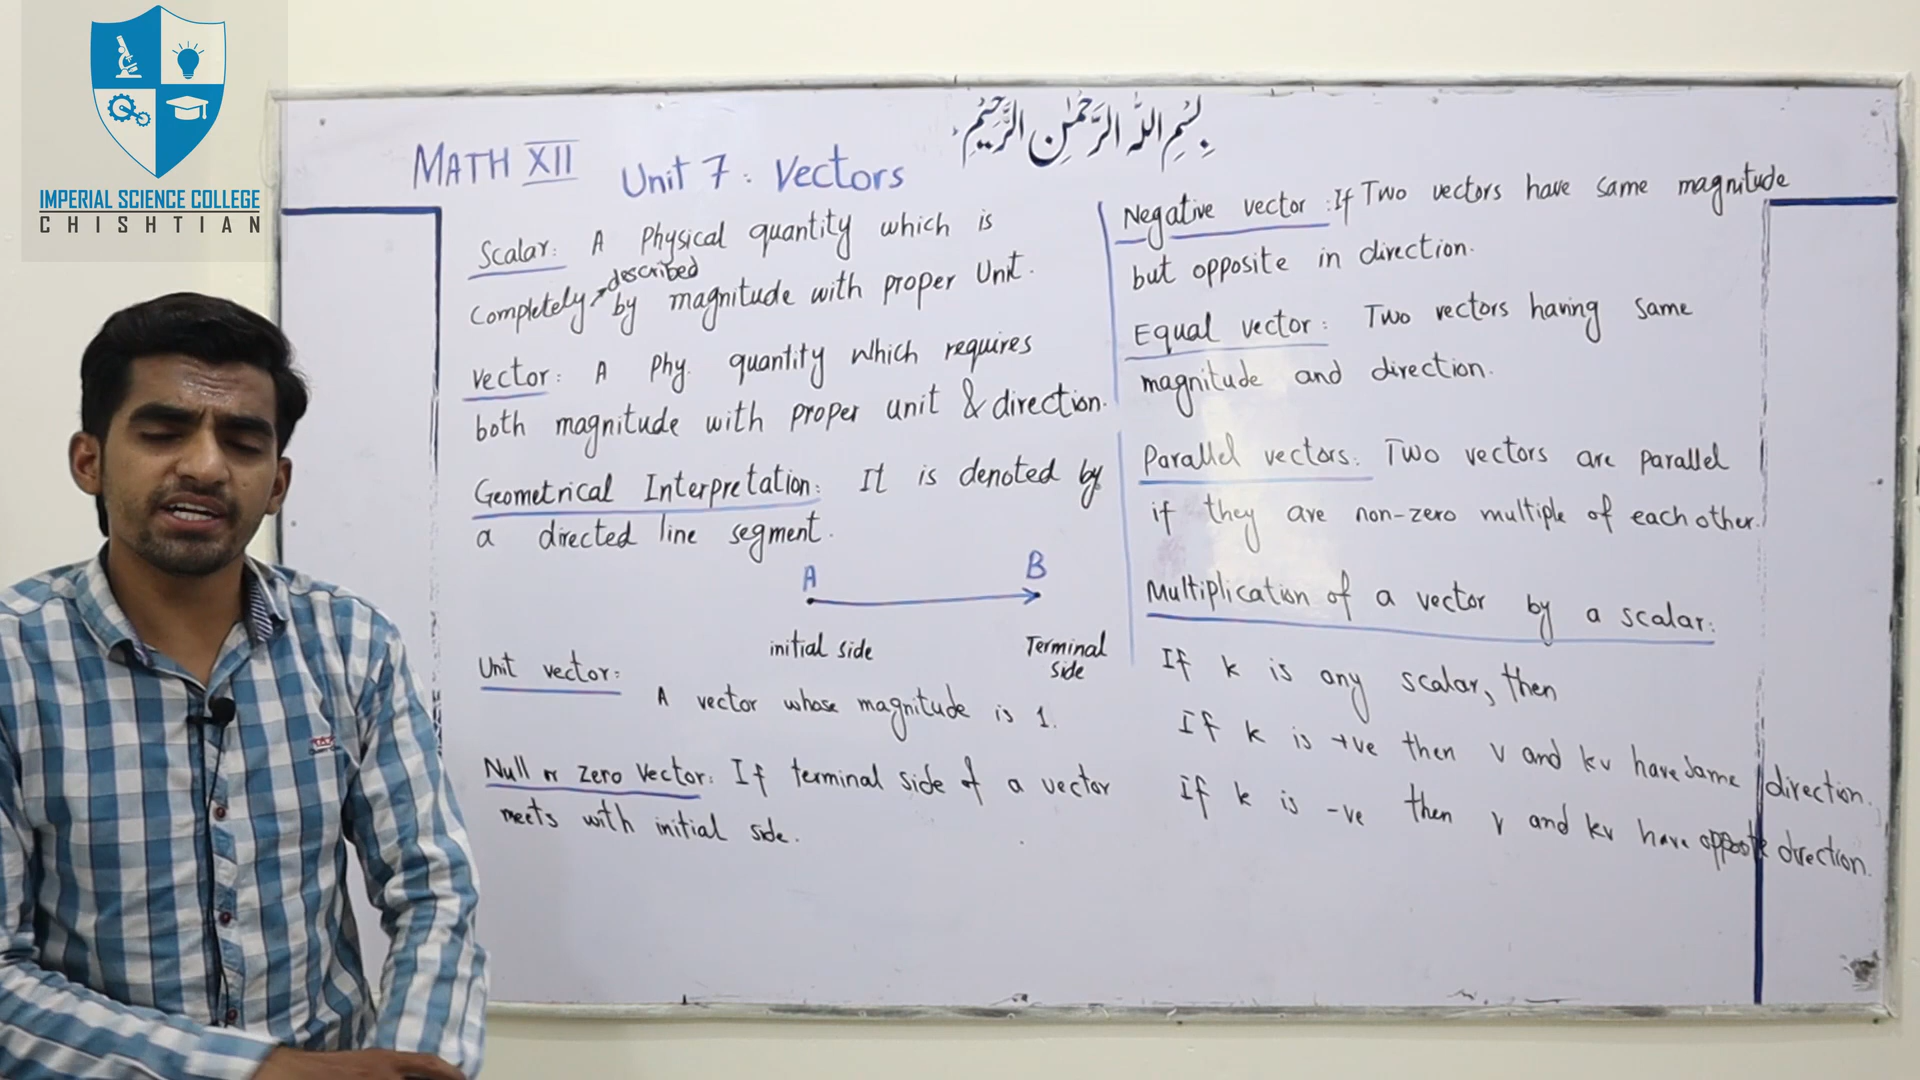 IMPERIAL SCIENCE COLLEGE
CHISHTIAN
بِسْمِ اللّٰهِ الرَّحْمٰنِ الرَّحِيْمِ
MATH XII Unit 7: Vectors
Scalar: A Physical quantity which is
completely described by magnitude with proper Unit.
Vector: A Phy. quantity which requires
both magnitude with proper unit & direction.
Geometrical Interpretation: It is denoted by
a directed line segment.
A B
initial side Terminal
side
Unit vector:
A vector whose magnitude is 1.
Null or zero Vector: If terminal side of a vector
meets with initial side.
Negative vector: If Two vectors have same magnitude
but opposite in direction.
Equal vector: Two vectors having same
magnitude and direction.
Parallel vectors: Two vectors are parallel
if they are non-zero multiple of each other.
Multiplication of a vector by a scalar:
If k is any scalar, then
If k is +ve then v and kv have same direction.
If k is -ve then v and kv have opposite direction.